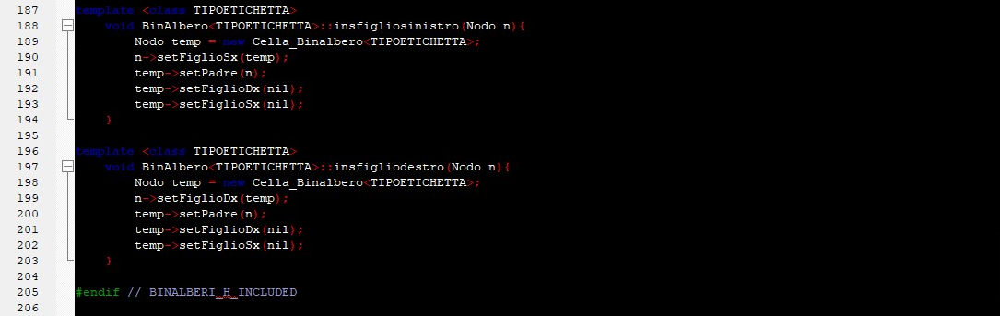 187 template <class TIPOETICHETTA>
188 void BinAlbero<TIPOETICHETTA>::insfigliosinistro(Nodo n){
189 Nodo temp = new Cella_Binalbero<TIPOETICHETTA>;
190 n->setFiglioSx(temp);
191 temp->setPadre(n);
192 temp->setFiglioDx(nil);
193 temp->setFiglioSx(nil);
194 }
195
196 template <class TIPOETICHETTA>
197 void BinAlbero<TIPOETICHETTA>::insfigliodestro(Nodo n){
198 Nodo temp = new Cella_Binalbero<TIPOETICHETTA>;
199 n->setFiglioDx(temp);
200 temp->setPadre(n);
201 temp->setFiglioDx(nil);
202 temp->setFiglioSx(nil);
203 }
204
205 #endif // BINALBERI_H_INCLUDED
206